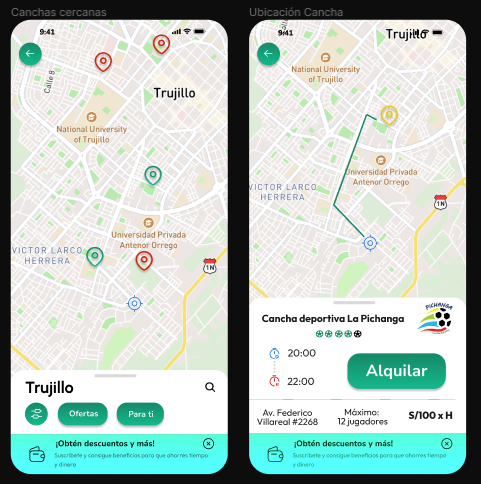 Canchas cercanas
9:41
Calle 8
Trujillo
National University
of Trujillo
Universidad Privada
Antenor Orrego
VICTOR LARCO
HERRERA
1N
Trujillo
Ofertas
Para ti
¡Obtén descuentos y más!
Suscríbete y consigue beneficios para que ahorres tiempo
y dinero
Ubicación Cancha
9:41
Trujillo
National University
of Trujillo
Universidad Privada
Antenor Orrego
VICTOR LARCO
HERRERA
1N
Cancha deportiva La Pichanga
PICHANGA
20:00
22:00
Alquilar
Av. Federico
Villareal #2268
Máximo:
12 jugadores
S/100 x H
¡Obtén descuentos y más!
Suscríbete y consigue beneficios para que ahorres tiempo
y dinero